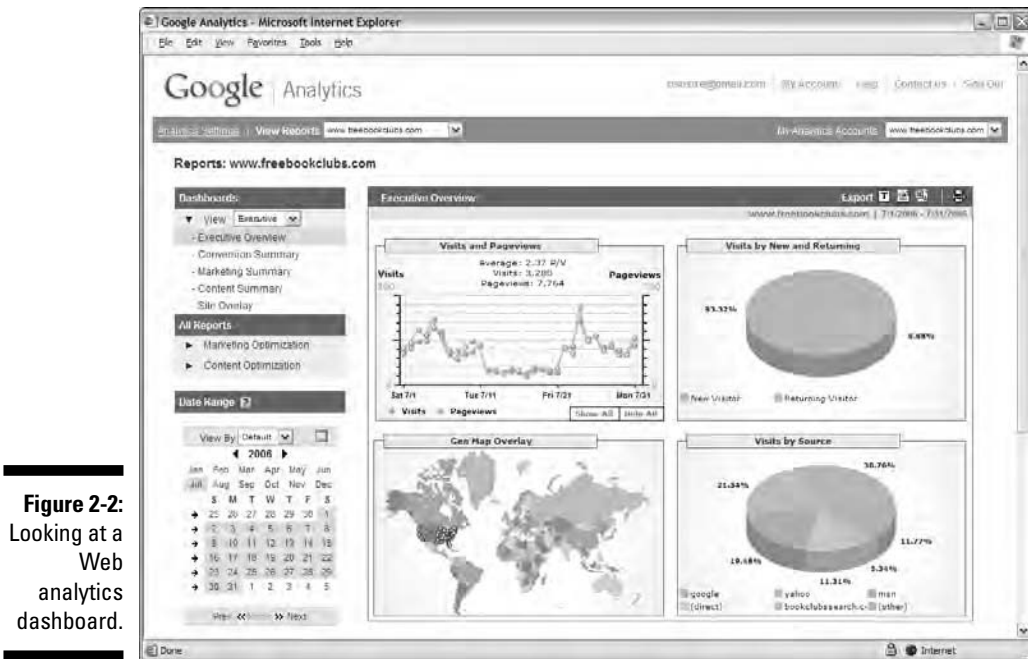 Google Analytics - Microsoft Internet Explorer
File Edit View Favorites Tools Help
Google Analytics
My Account Help Contact Us Sign Out
Analytics Settings | View Reports www.freebookclubs.com
My Analytics Accounts www.freebookclubs.com
Reports: www.freebookclubs.com
Dashboards
View Executive
- Executive Overview
- Conversion Summary
- Marketing Summary
- Content Summary
Site Overlay
All Reports
Marketing Optimization
Content Optimization
Date Range ?
View By Default
2006
Jan Feb Mar Apr May Jun
Jul Aug Sep Oct Nov Dec
S M T W T F S
25 26 27 28 29 30 1
2 3 4 5 6 7 8
9 10 11 12 13 14 15
16 17 18 19 20 21 22
23 24 25 26 27 28 29
30 31 1 2 3 4 5
Prev << >> Next
Executive Overview
Export T
www.freebookclubs.com | 7/1/2006 - 7/31/2006
Visits and Pageviews
Average: 2.37 P/V
Visits: 3,280
Pageviews: 7,764
Visits
Pageviews
Sat 7/1 Tue 7/11 Fri 7/21 Mon 7/31
Visits Pageviews Show All Hide All
Visits by New and Returning
93.32%
6.68%
New Visitor Returning Visitor
Geo Map Overlay
Visits by Source
30.76%
21.34%
11.77%
19.48%
5.34%
11.31%
google yahoo msn
(direct) bookclubsearch.c (other)
Done
Internet
Figure 2-2:
Looking at a
Web
analytics
dashboard.